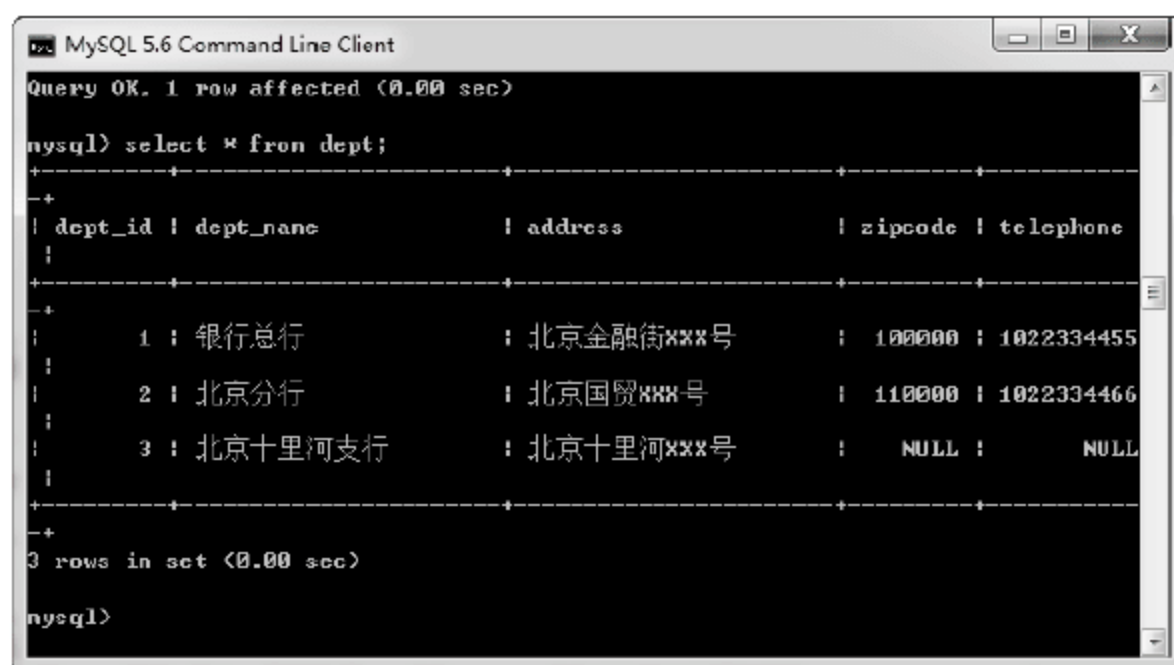 MySQL 5.6 Command Line Client
Query OK, 1 row affected (0.00 sec)
mysql> select * from dept;
+---------+----------------------+----------------------+---------+-----------
-+
| dept_id | dept_name | address | zipcode | telephone
 |
+---------+----------------------+----------------------+---------+-----------
-+
| 1 | 银行总行 | 北京金融街xxx号 | 100000 | 1022334455
 |
| 2 | 北京分行 | 北京国贸xxx号 | 110000 | 1022334466
 |
| 3 | 北京十里河支行 | 北京十里河xxx号 | NULL | NULL
 |
+---------+----------------------+----------------------+---------+-----------
-+
3 rows in set (0.00 sec)
mysql>